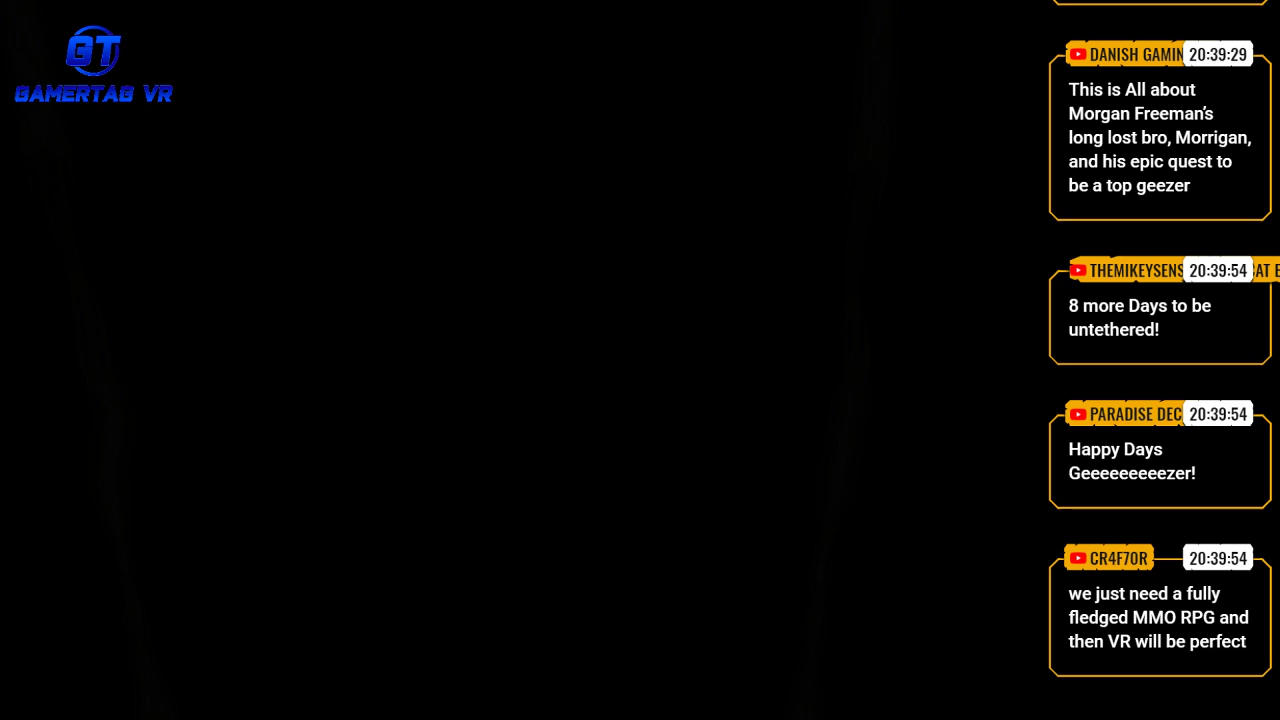 GT
GAMERTAG VR
DANISH GAMIN 20:39:29
This is All about
Morgan Freeman's
long lost bro, Morrigan,
and his epic quest to
be a top geezer
THEMIKEYSENS 20:39:54 CAT E
8 more Days to be
untethered!
PARADISE DEC 20:39:54
Happy Days
Geeeeeeeeezer!
CR4F70R 20:39:54
we just need a fully
fledged MMO RPG and
then VR will be perfect